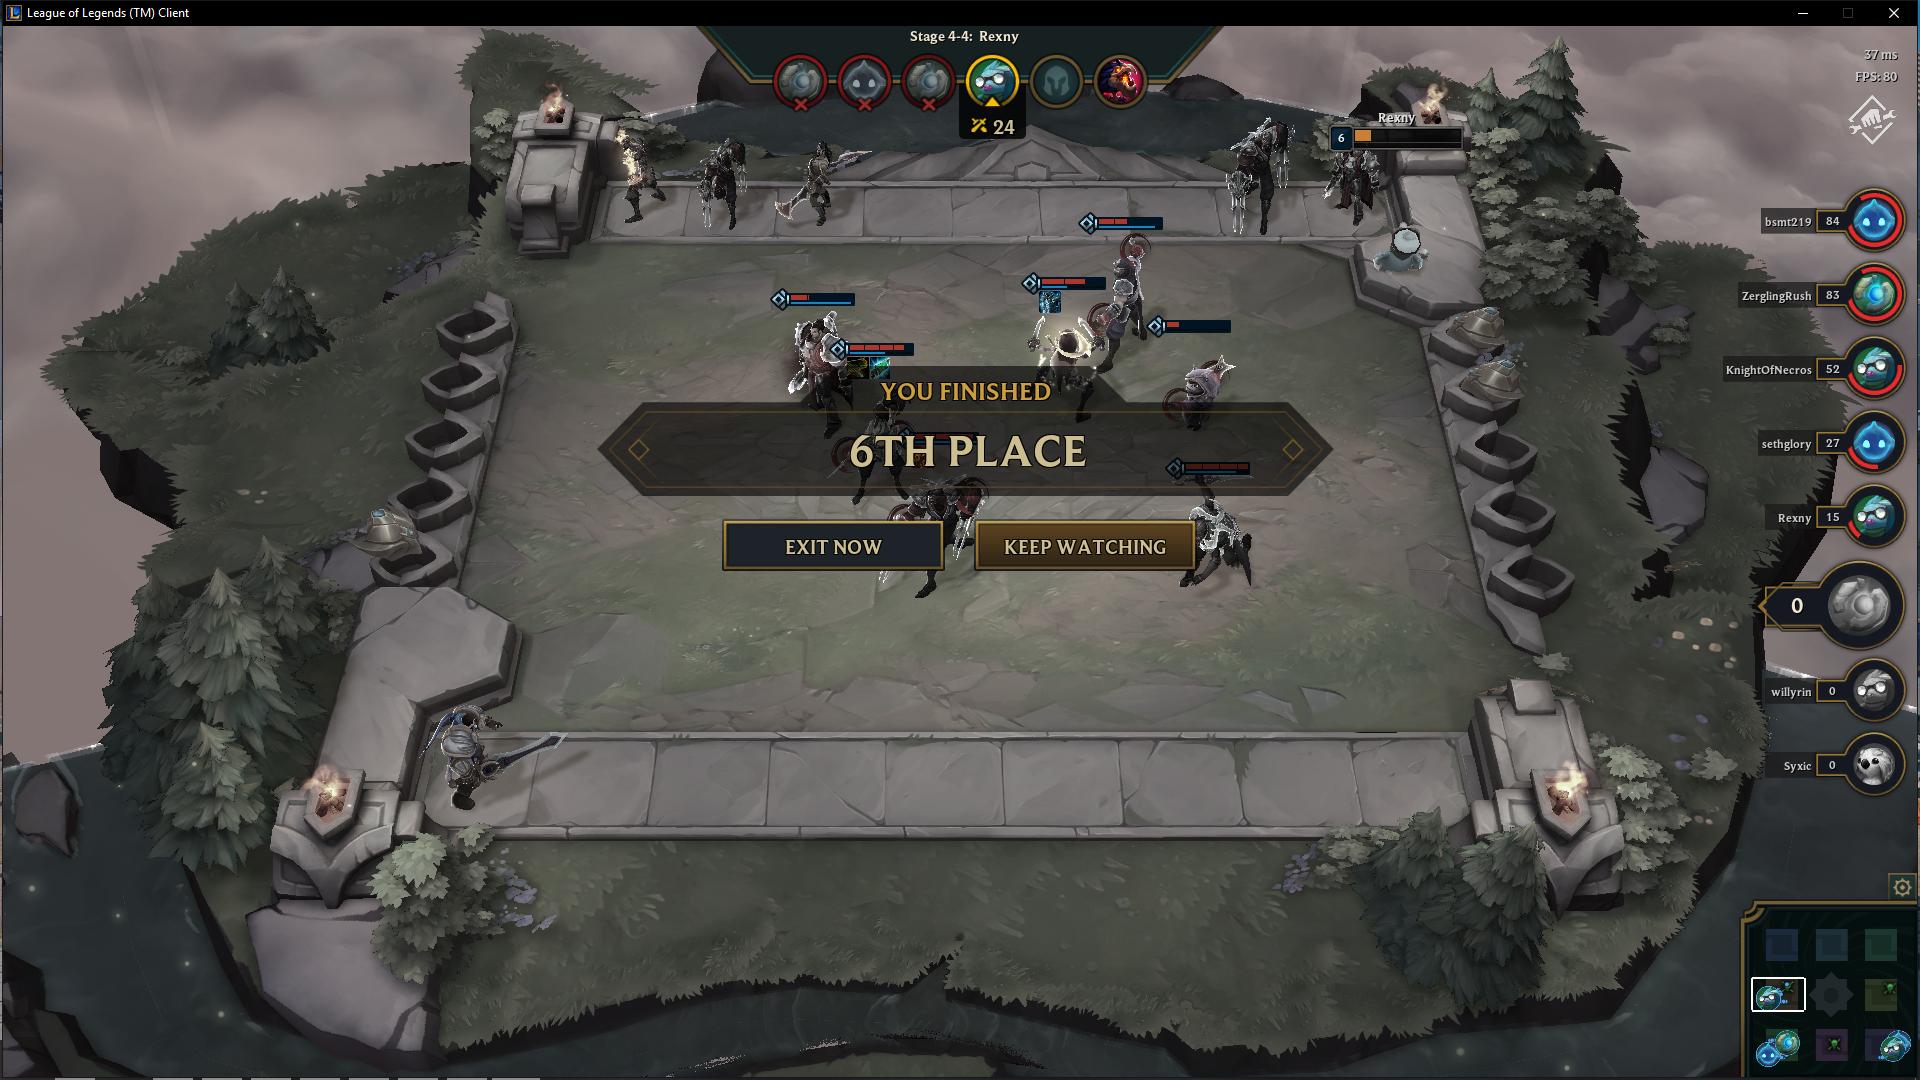 League of Legends (TM) Client
Stage 4-4: Rexny
37 ms
FPS: 80
24
Rexny
6
bsmt219 84
ZerglingRush 83
KnightOfNecros 52
YOU FINISHED
6TH PLACE
sethglory 27
Rexny 15
EXIT NOW
KEEP WATCHING
0
willyrin 0
Syxic 0